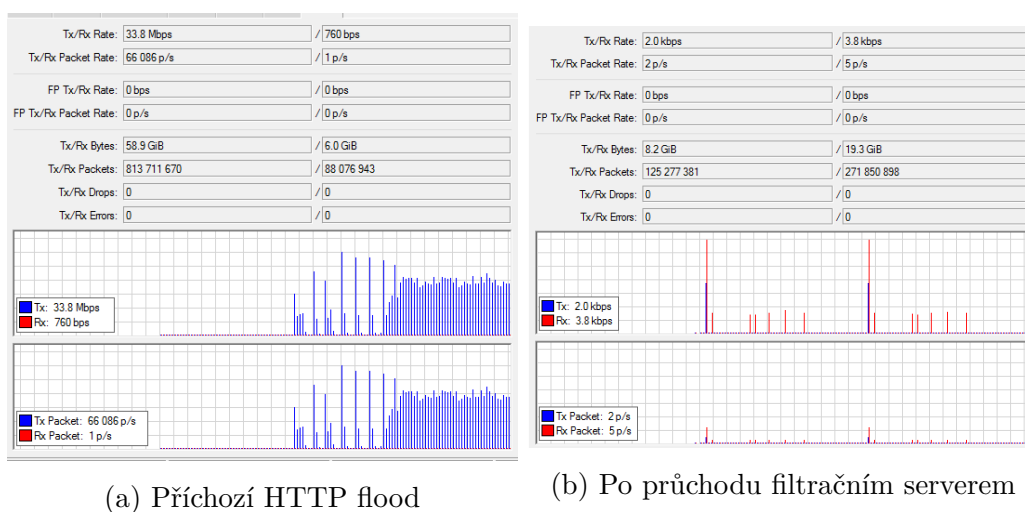 Tx/Rx Rate: 33.8 Mbps / 760 bps
Tx/Rx Packet Rate: 66 086 p/s / 1 p/s
FP Tx/Rx Rate: 0 bps / 0 bps
FP Tx/Rx Packet Rate: 0 p/s / 0 p/s
Tx/Rx Bytes: 58.9 GiB / 6.0 GiB
Tx/Rx Packets: 813 711 670 / 88 076 943
Tx/Rx Drops: 0 / 0
Tx/Rx Errors: 0 / 0
Tx: 33.8 Mbps
Rx: 760 bps
Tx Packet: 66 086 p/s
Rx Packet: 1 p/s
(a) Příchozí HTTP flood
Tx/Rx Rate: 2.0 kbps / 3.8 kbps
Tx/Rx Packet Rate: 2 p/s / 5 p/s
FP Tx/Rx Rate: 0 bps / 0 bps
FP Tx/Rx Packet Rate: 0 p/s / 0 p/s
Tx/Rx Bytes: 8.2 GiB / 19.3 GiB
Tx/Rx Packets: 125 277 381 / 271 850 898
Tx/Rx Drops: 0 / 0
Tx/Rx Errors: 0 / 0
Tx: 2.0 kbps
Rx: 3.8 kbps
Tx Packet: 2 p/s
Rx Packet: 5 p/s
(b) Po průchodu filtračním serverem